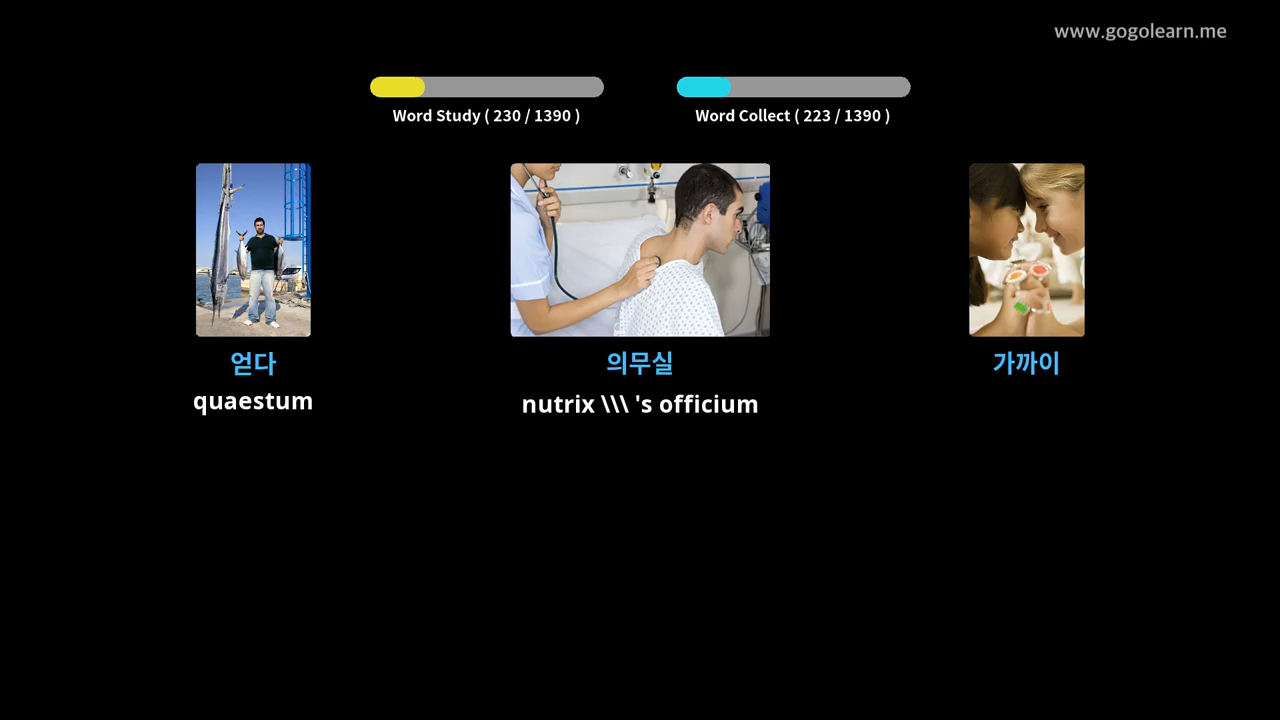 www.gogolearn.me
Word Study ( 230 / 1390 )
Word Collect ( 223 / 1390 )
얻다
의무실
가까이
quaestum
nutrix \\\ 's officium